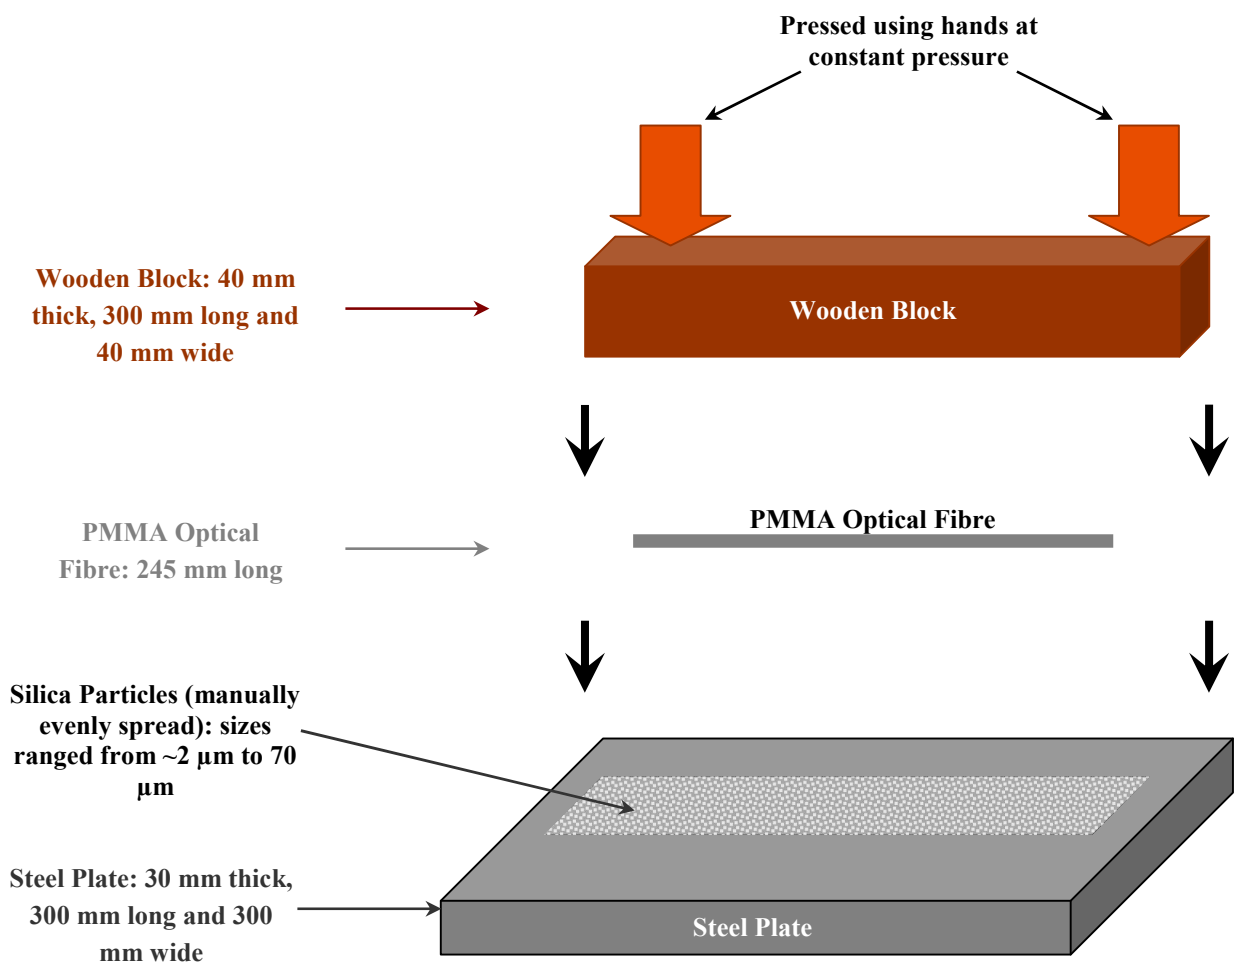 Pressed using hands at
constant pressure
Wooden Block: 40 mm
thick, 300 mm long and
40 mm wide
Wooden Block
PMMA Optical Fibre
PMMA Optical
Fibre: 245 mm long
Silica Particles (manually
evenly spread): sizes
ranged from ~2 µm to 70
µm
Steel Plate: 30 mm thick,
300 mm long and 300
mm wide
Steel Plate